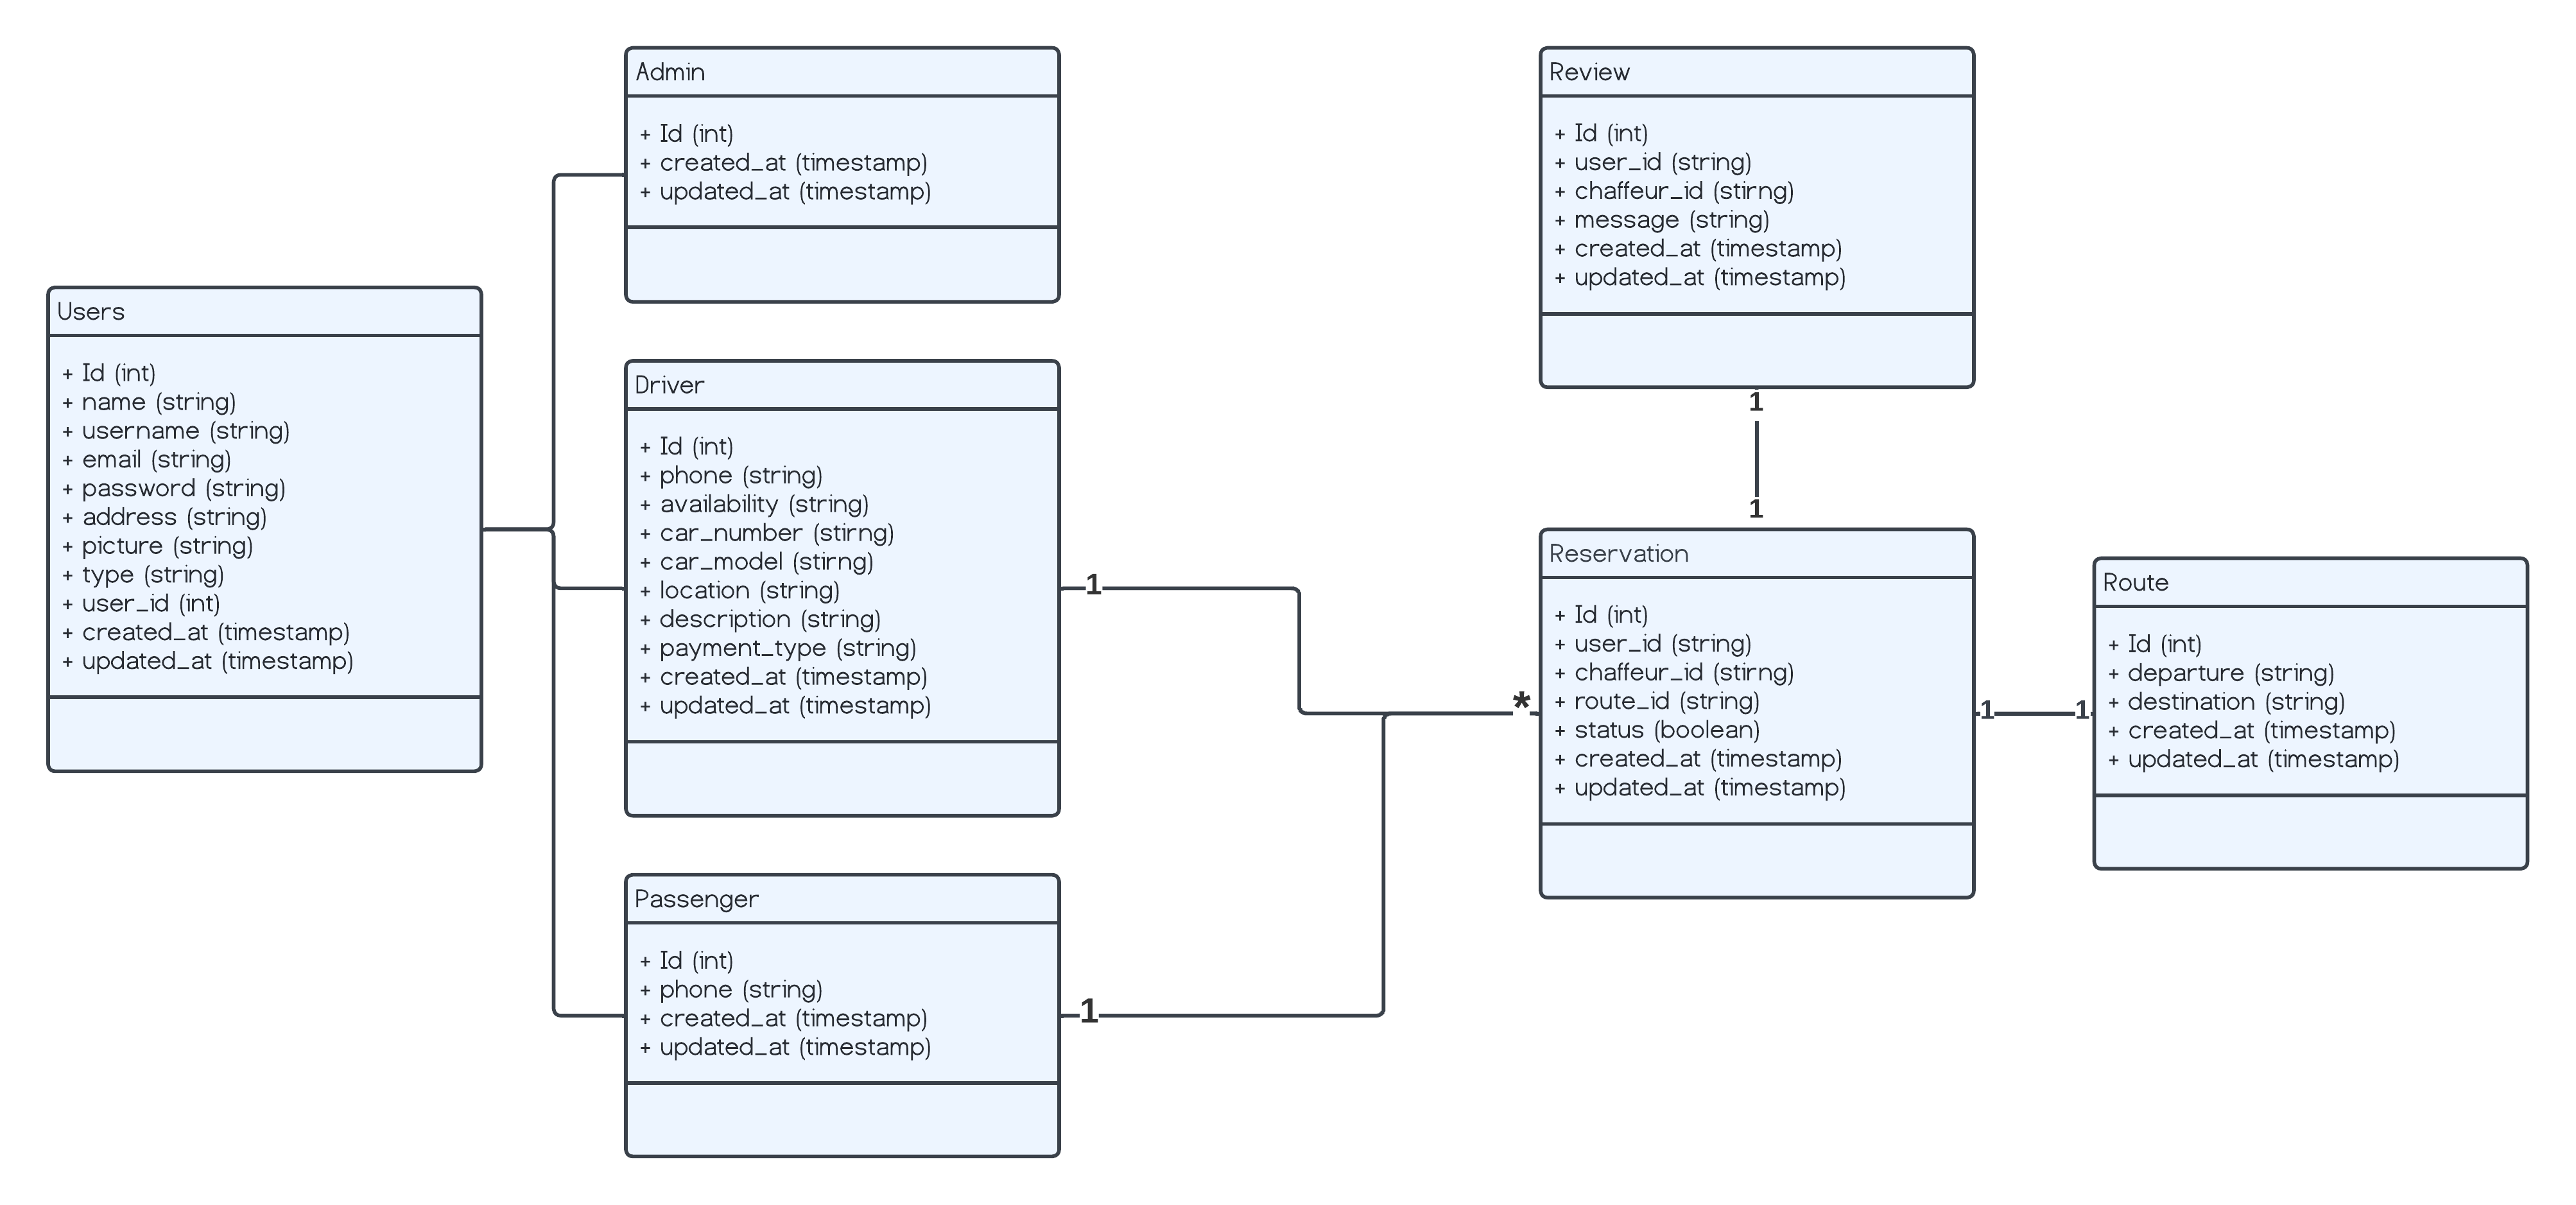 Users
+ Id (int)
+ name (string)
+ username (string)
+ email (string)
+ password (string)
+ address (string)
+ picture (string)
+ type (string)
+ user_id (int)
+ created_at (timestamp)
+ updated_at (timestamp)
Admin
+ Id (int)
+ created_at (timestamp)
+ updated_at (timestamp)
Driver
+ Id (int)
+ phone (string)
+ availability (string)
+ car_number (stirng)
+ car_model (stirng)
+ location (string)
+ description (string)
+ payment_type (string)
+ created_at (timestamp)
+ updated_at (timestamp)
1
Passenger
+ Id (int)
+ phone (string)
+ created_at (timestamp)
+ updated_at (timestamp)
1
*
Review
+ Id (int)
+ user_id (string)
+ chaffeur_id (stirng)
+ message (string)
+ created_at (timestamp)
+ updated_at (timestamp)
1
1
Reservation
+ Id (int)
+ user_id (string)
+ chaffeur_id (stirng)
+ route_id (string)
+ status (boolean)
+ created_at (timestamp)
+ updated_at (timestamp)
1
1
Route
+ Id (int)
+ departure (string)
+ destination (string)
+ created_at (timestamp)
+ updated_at (timestamp)